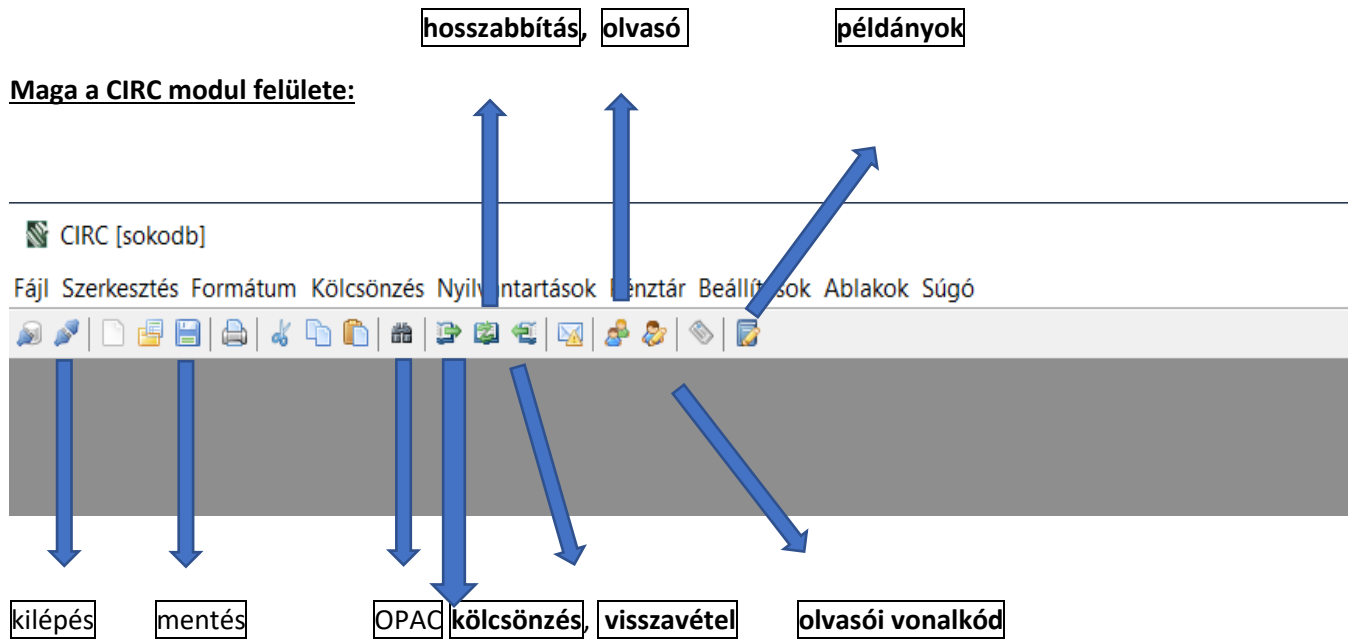 hosszabbítás, olvasó példányok
Maga a CIRC modul felülete:
CIRC [sokodb]
Fájl Szerkesztés Formátum Kölcsönzés Nyilvántartások Pénztár Beállítások Ablakok Súgó
kilépés mentés OPAC kölcsönzés, visszavétel olvasói vonalkód